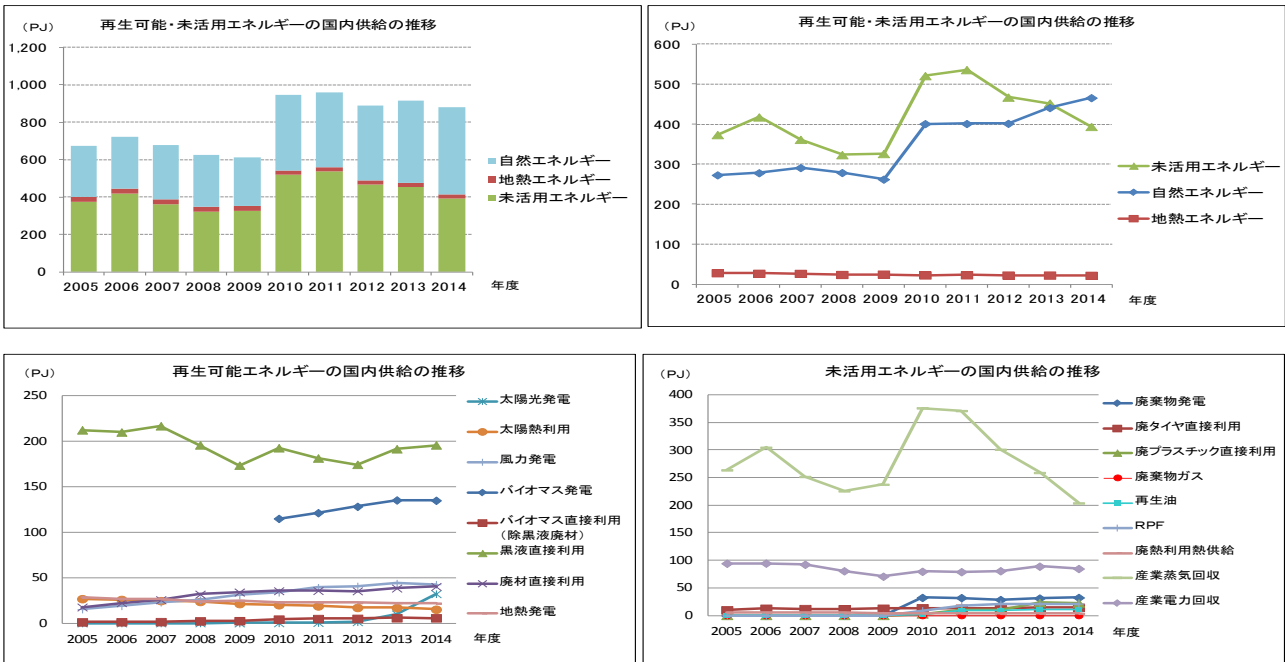 再生可能・未活用エネルギーの国内供給の推移
（PJ）
1,200
1,000
800
600
400
200
0
2005 2006 2007 2008 2009 2010 2011 2012 2013 2014
年度
自然エネルギー
地熱エネルギー
未活用エネルギー
再生可能・未活用エネルギーの国内供給の推移
（PJ）
600
500
400
300
200
100
0
2005 2006 2007 2008 2009 2010 2011 2012 2013 2014
年度
未活用エネルギー
自然エネルギー
地熱エネルギー
再生可能エネルギーの国内供給の推移
（PJ）
250
200
150
100
50
0
2005 2006 2007 2008 2009 2010 2011 2012 2013 2014
年度
太陽光発電
太陽熱利用
風力発電
バイオマス発電
バイオマス直接利用
（除黒液廃材）
黒液直接利用
廃材直接利用
地熱発電
未活用エネルギーの国内供給の推移
（PJ）
400
350
300
250
200
150
100
50
0
2005 2006 2007 2008 2009 2010 2011 2012 2013 2014
年度
廃棄物発電
廃タイヤ直接利用
廃プラスチック直接利用
廃棄物ガス
再生油
RPF
廃熱利用熱供給
産業蒸気回収
産業電力回収